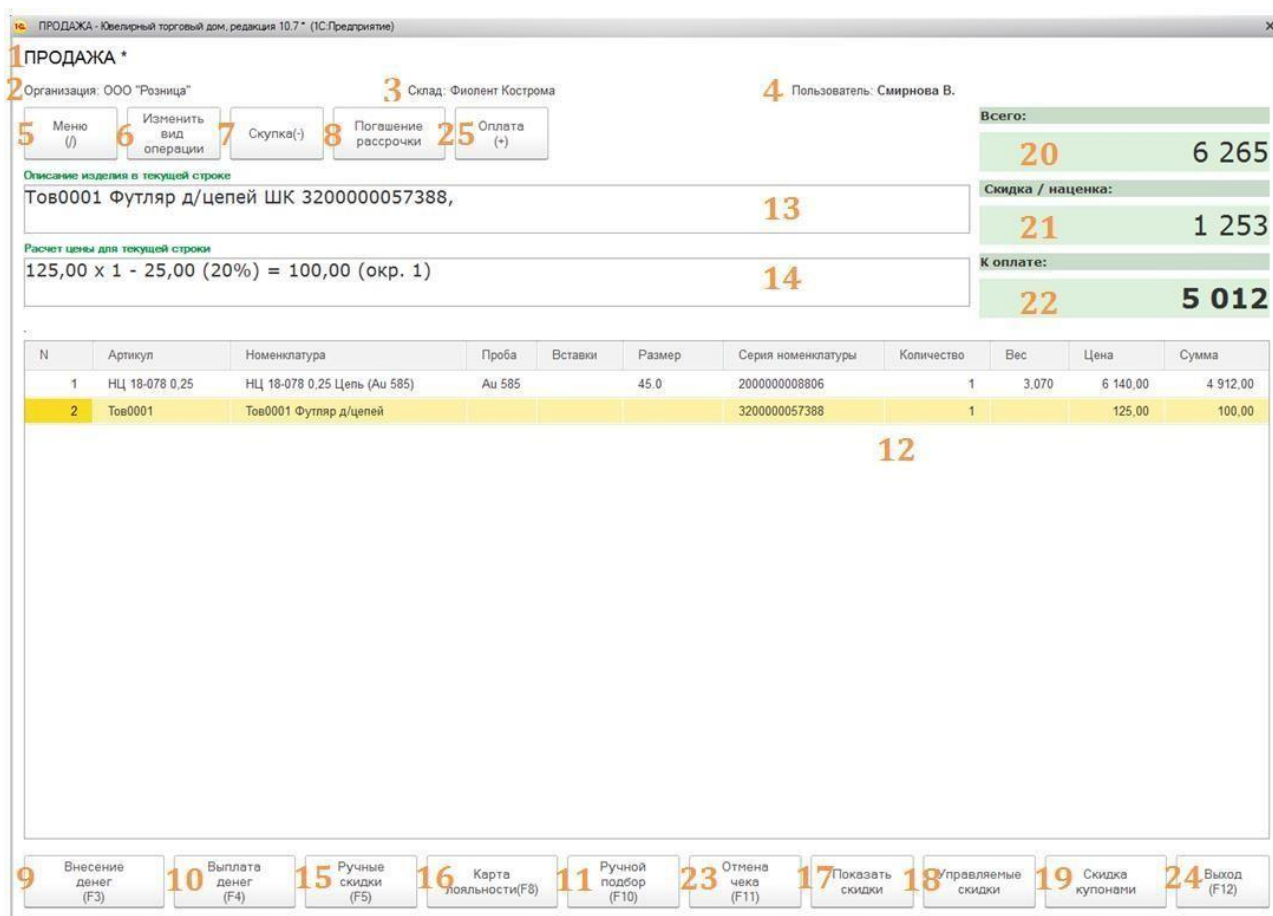 ПРОДАЖА - Ювелирный торговый дом, редакция 10.7 * (1С:Предприятие)
1 ПРОДАЖА *
2 Организация: ООО "Розница" 3 Склад: Фиолент Кострома 4 Пользователь: Смирнова В.
5 Меню (/) 6 Изменить вид операции 7 Скупка(-) 8 Погашение рассрочки 25 Оплата (+)
Всего:
20 6 265
Описание изделия в текущей строке
Тов0001 Футляр д/цепей ШК 3200000057388, 13
Скидка / наценка:
21 1 253
Расчет цены для текущей строки
125,00 x 1 - 25,00 (20%) = 100,00 (окр. 1) 14
К оплате:
22 5 012
N Артикул Номенклатура Проба Вставки Размер Серия номенклатуры Количество Вес Цена Сумма
1 НЦ 18-078 0,25 НЦ 18-078 0,25 Цепь (Au 585) Au 585 45.0 2000000008806 1 3,070 6 140,00 4 912,00
2 Тов0001 Тов0001 Футляр д/цепей 3200000057388 1 125,00 100,00
12
9 Внесение денег (F3) 10 Выплата денег (F4) 15 Ручные скидки (F5) 16 Карта лояльности(F8) 11 Ручной подбор (F10) 23 Отмена чека (F11) 17 Показать скидки 18 Управляемые скидки 19 Скидка купонами 24 Выход (F12)